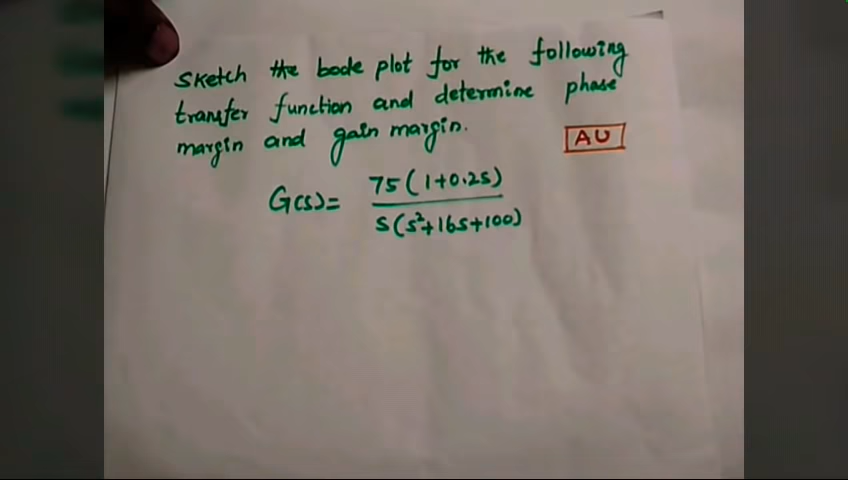 Sketch the bode plot for the following
transfer function and determine phase
margin and gain margin.
AU
G(s)= 75(1+0.2s)
s(s²+16s+100)